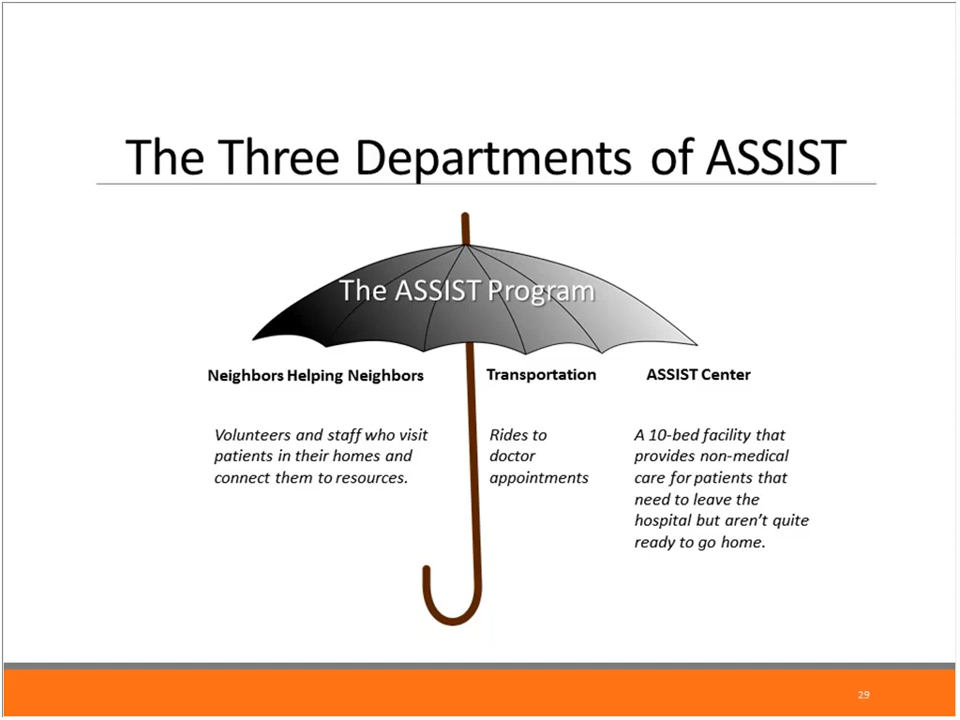 The Three Departments of ASSIST
The ASSIST Program
Neighbors Helping Neighbors
Volunteers and staff who visit
patients in their homes and
connect them to resources.
Transportation
Rides to
doctor
appointments
ASSIST Center
A 10-bed facility that
provides non-medical
care for patients that
need to leave the
hospital but aren't quite
ready to go home.
29